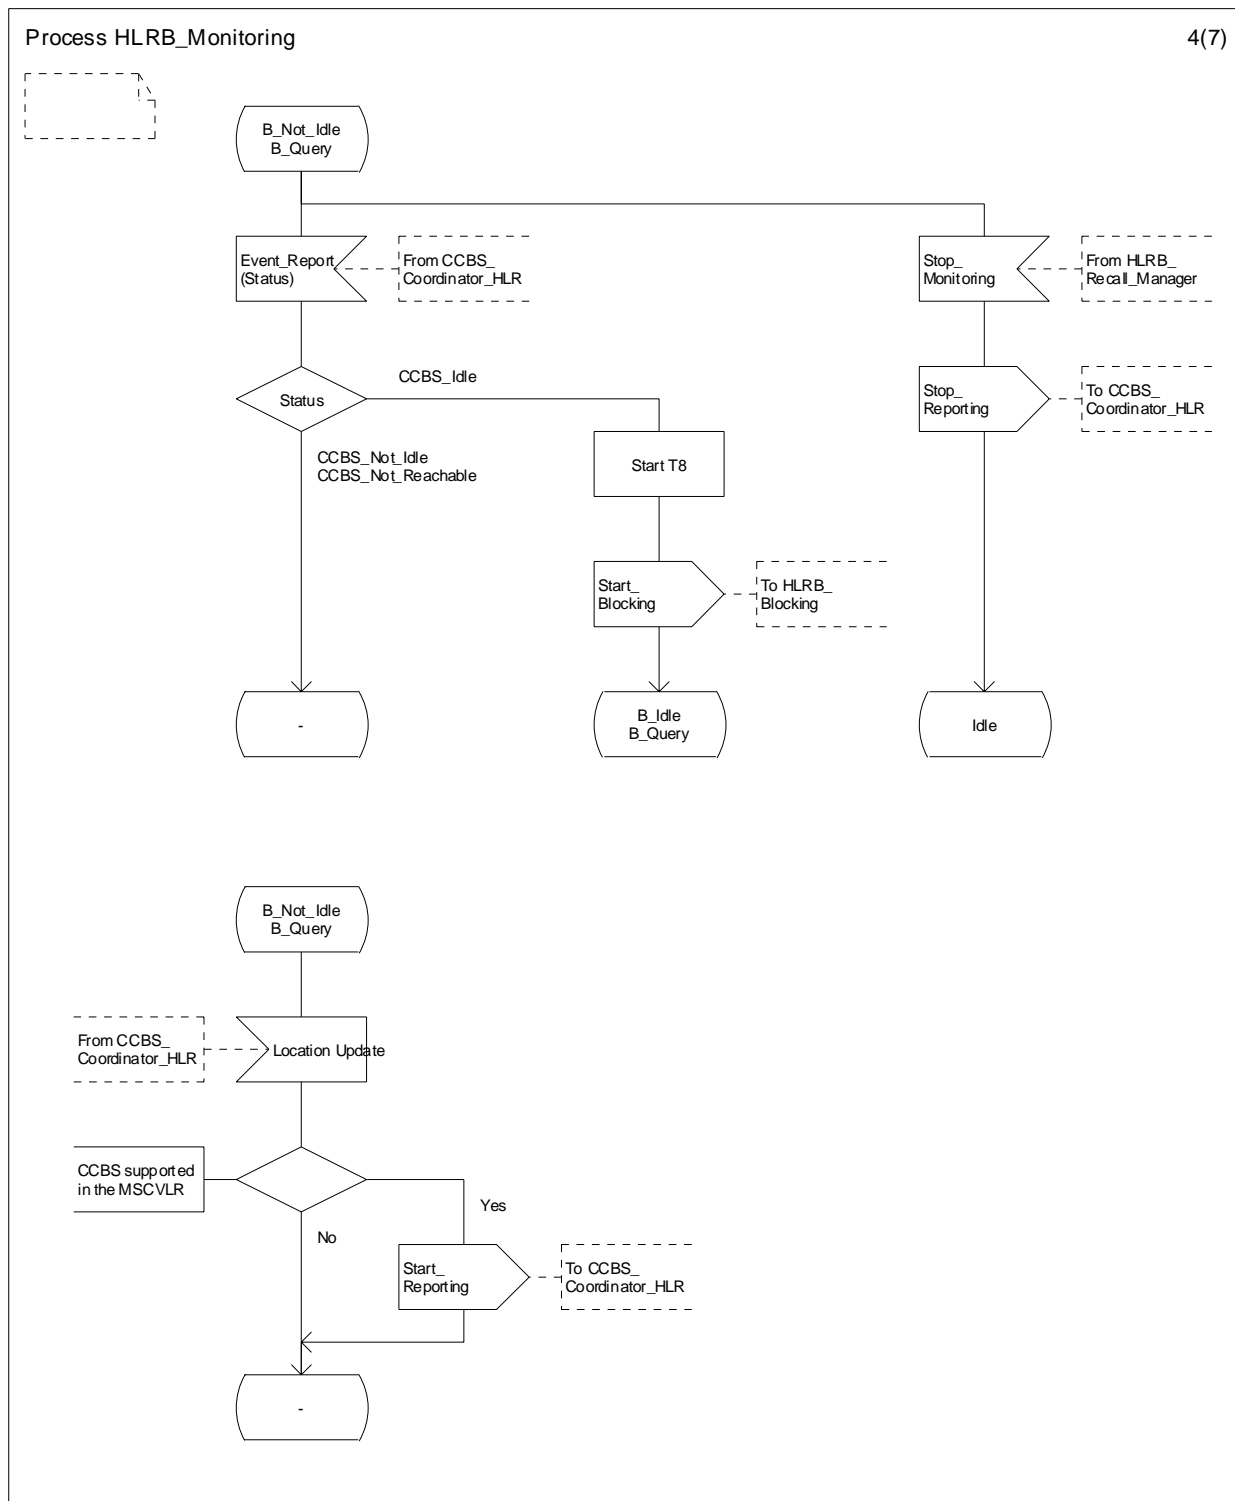 Process HLRB_Monitoring
4(7)
B_Not_Idle
B_Query
Event_Report
(Status)
From CCBS_
Coordinator_HLR
Stop_
Monitoring
From HLRB_
Recall_Manager
Status
CCBS_Idle
Stop_
Reporting
To CCBS_
Coordinator_HLR
CCBS_Not_Idle
CCBS_Not_Reachable
Start T8
Start_
Blocking
To HLRB_
Blocking
-
B_Idle
B_Query
Idle
B_Not_Idle
B_Query
From CCBS_
Coordinator_HLR
Location Update
CCBS supported
in the MSCVLR
Yes
No
Start_
Reporting
To CCBS_
Coordinator_HLR
-